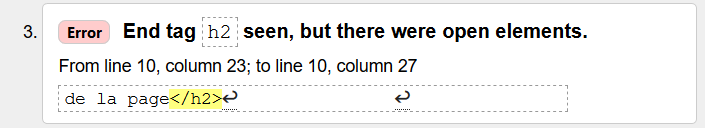 3. Error End tag h2 seen, but there were open elements.
From line 10, column 23; to line 10, column 27
de la page</h2>↩ ↩